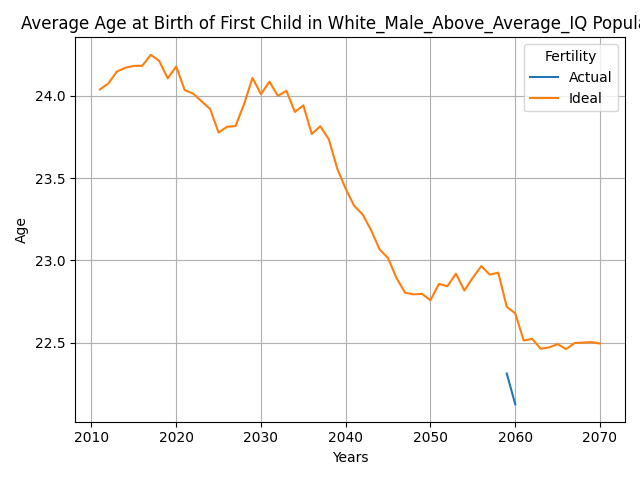 Average Age at Birth of First Child in White_Male_Above_Average_IQ Popula
Fertility
Actual
Ideal
24.0
23.5
23.0
22.5
Age
2010 2020 2030 2040 2050 2060 2070
Years